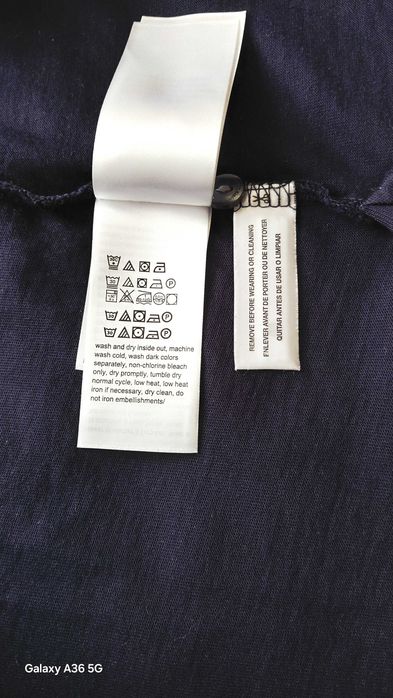 wash and dry inside out, machine
wash cold, wash dark colors
separately, non-chlorine bleach
only, dry promptly, tumble dry
normal cycle, low heat, low heat
iron if necessary, dry clean, do
not iron embellishments/
REMOVE BEFORE WEARING OR CLEANING
ENLEVER AVANT DE PORTER OU DE NETTOYER
QUITAR ANTES DE USAR O LIMPIAR
Galaxy A36 5G